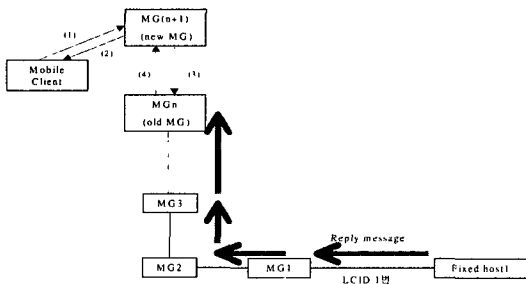 MG(n+1)
(new MG)
(1)
(2)
Mobile
Client
(4)
(3)
MGn
(old MG)
MG3
Reply message
MG2
MG1
Fixed host1
LCID 1번